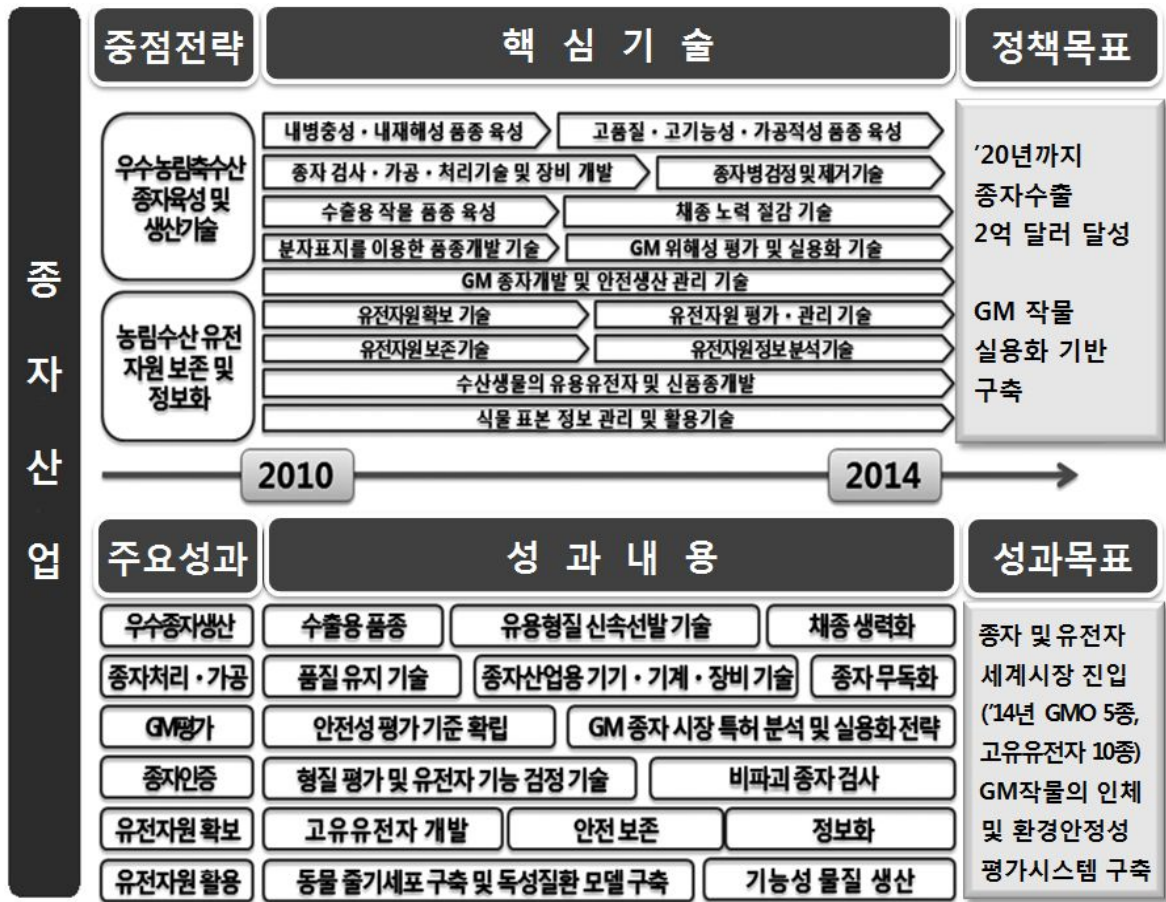 종자산업
중점전략
핵심기술
정책목표
우수농림축수산
종자육성 및
생산기술
내병충성·내재해성 품종 육성
고품질·고기능성·가공적성 품종 육성
종자 검사·가공·처리기술 및 장비 개발
종자병검정및제거기술
수출용 작물 품종 육성
채종 노력 절감 기술
분자표지를 이용한 품종개발 기술
GM 위해성 평가 및 실용화 기술
GM 종자개발 및 안전생산 관리 기술
농림수산 유전
자원 보존 및
정보화
유전자원확보 기술
유전자원 평가·관리 기술
유전자원보존기술
유전자원정보분석기술
수산생물의 유용유전자 및 신품종개발
식물 표본 정보 관리 및 활용기술
'20년까지
종자수출
2억 달러 달성
GM 작물
실용화 기반
구축
2010
2014
주요성과
성과내용
성과목표
우수종자생산
수출용 품종
유용형질 신속선발 기술
채종 생력화
종자처리·가공
품질 유지 기술
종자산업용 기기·기계·장비 기술
종자 무독화
GM평가
안전성 평가 기준 확립
GM 종자 시장 특허 분석 및 실용화 전략
종자인증
형질 평가 및 유전자 기능 검정 기술
비파괴 종자 검사
유전자원 확보
고유유전자 개발
안전 보존
정보화
유전자원 활용
동물 줄기세포 구축 및 독성질환 모델 구축
기능성 물질 생산
종자 및 유전자
세계시장 진입
('14년 GMO 5종,
고유유전자 10종)
GM작물의 인체
및 환경안정성
평가시스템 구축